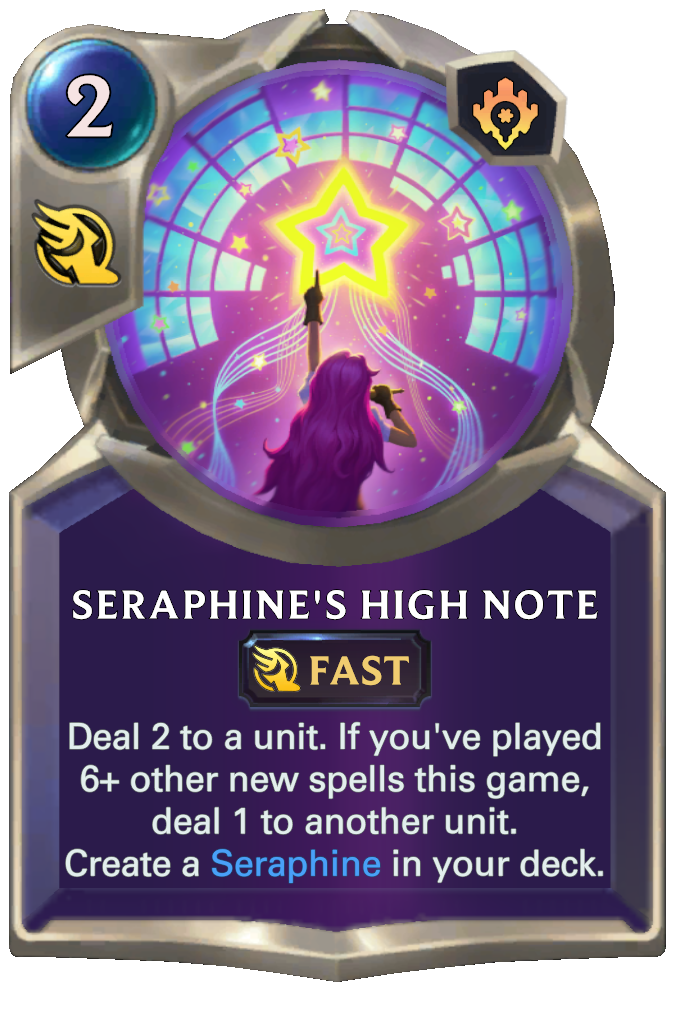 2
SERAPHINE'S HIGH NOTE
FAST
Deal 2 to a unit. If you've played
6+ other new spells this game,
deal 1 to another unit.
Create a Seraphine in your deck.